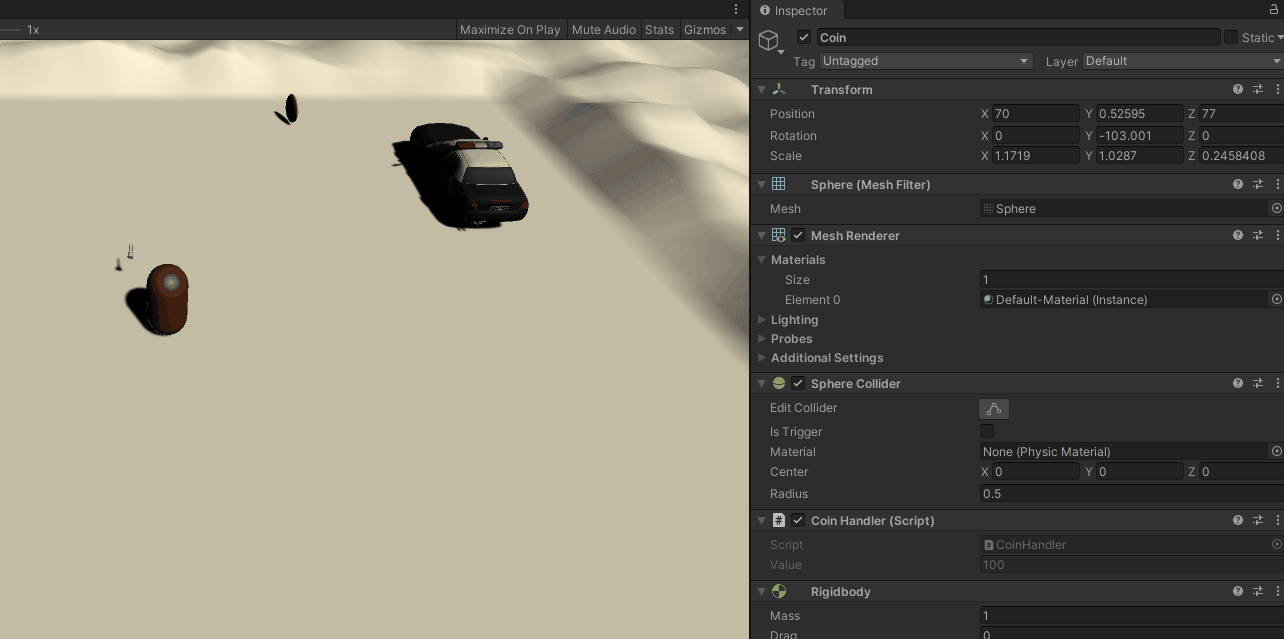 Inspector
1x Maximize On Play Mute Audio Stats Gizmos
Coin Static
Tag Untagged Layer Default
Transform
Position X 70 Y 0.52595 Z 77
Rotation X 0 Y -103.001 Z 0
Scale X 1.1719 Y 1.0287 Z 0.2458408
Sphere (Mesh Filter)
Mesh Sphere
Mesh Renderer
Materials
Size 1
Element 0 Default-Material (Instance)
Lighting
Probes
Additional Settings
Sphere Collider
Edit Collider
Is Trigger
Material None (Physic Material)
Center X 0 Y 0 Z 0
Radius 0.5
# Coin Handler (Script)
Script CoinHandler
Value 100
Rigidbody
Mass 1
Drag 0